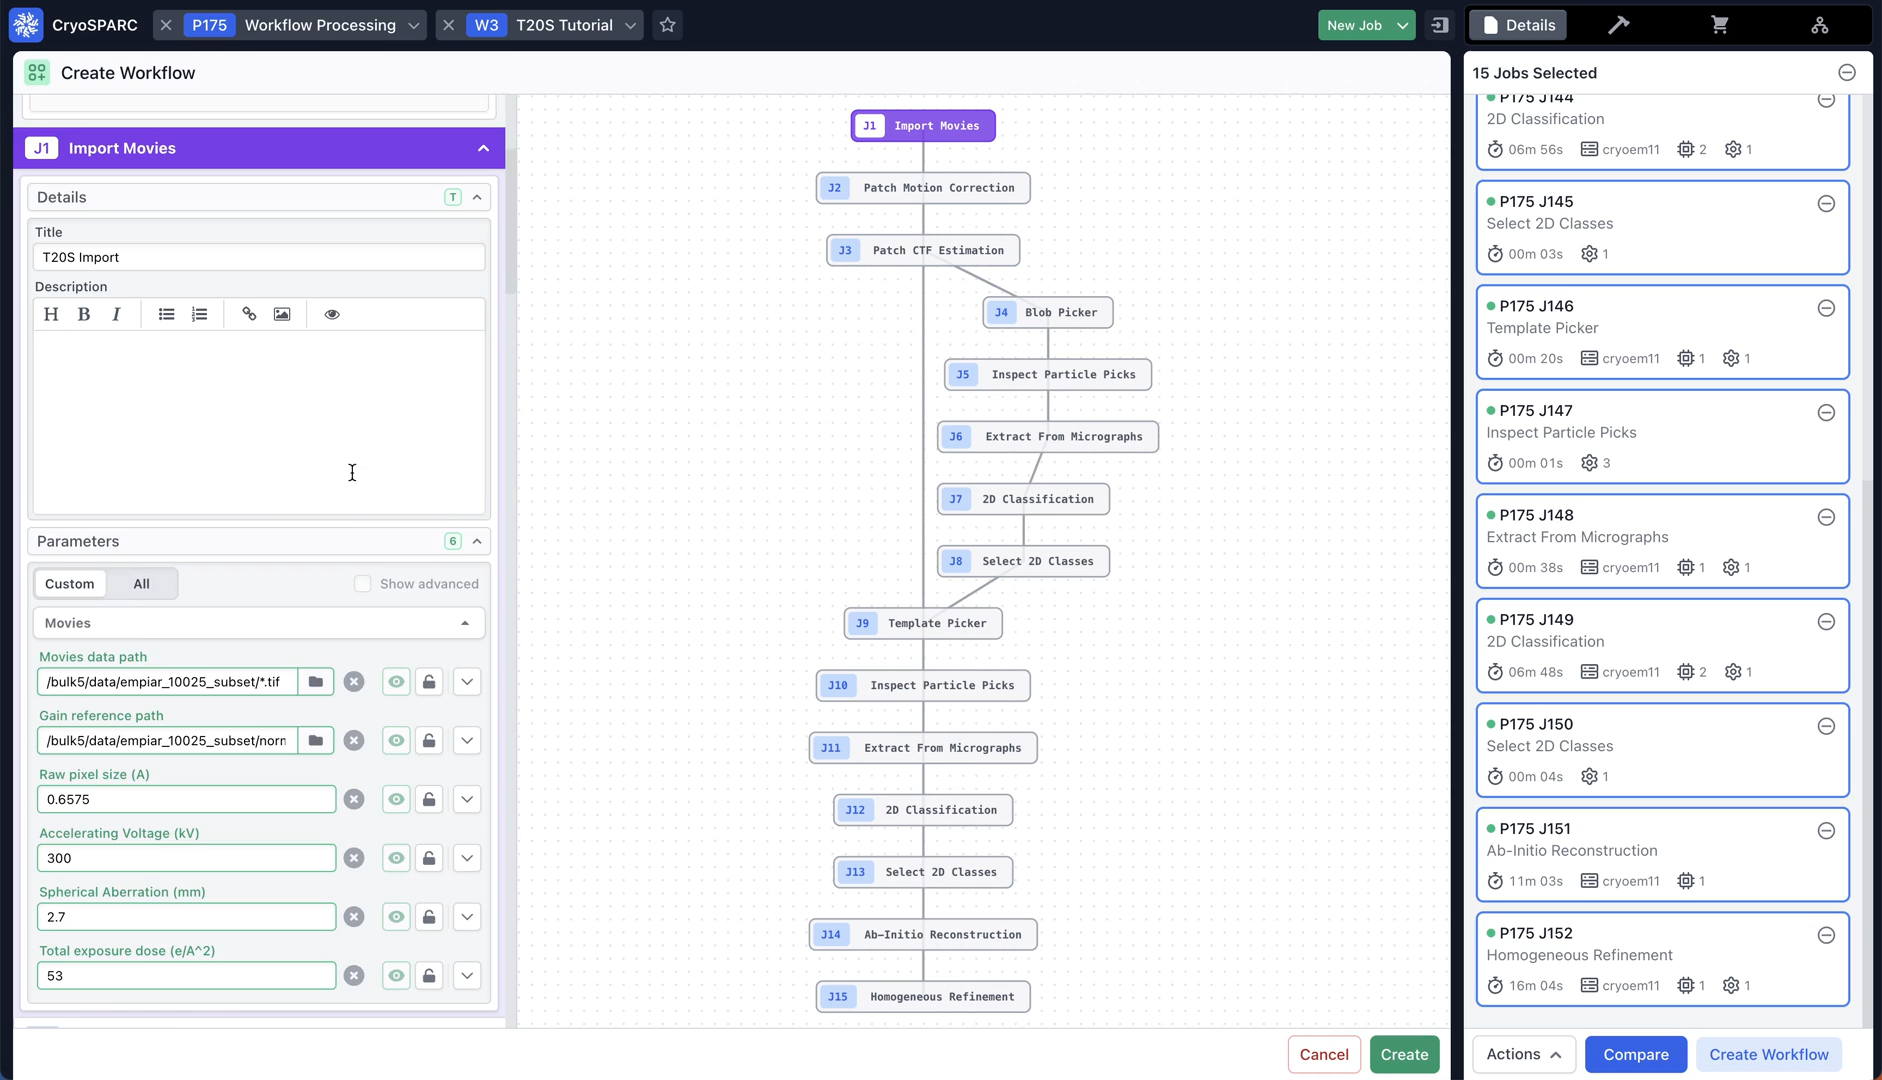 CryoSPARC
P175 Workflow Processing
W3 T20S Tutorial
New Job
Details
Create Workflow
J1 Import Movies
Details T
Title
T20S Import
Description
H B I
Parameters 6
Custom All Show advanced
Movies
Movies data path
/bulk5/data/empiar_10025_subset/*.tif
Gain reference path
/bulk5/data/empiar_10025_subset/norn
Raw pixel size (A)
0.6575
Accelerating Voltage (kV)
300
Spherical Aberration (mm)
2.7
Total exposure dose (e/A^2)
53
J1 Import Movies
J2 Patch Motion Correction
J3 Patch CTF Estimation
J4 Blob Picker
J5 Inspect Particle Picks
J6 Extract From Micrographs
J7 2D Classification
J8 Select 2D Classes
J9 Template Picker
J10 Inspect Particle Picks
J11 Extract From Micrographs
J12 2D Classification
J13 Select 2D Classes
J14 Ab-Initio Reconstruction
J15 Homogeneous Refinement
Cancel Create
15 Jobs Selected
P175 J144
2D Classification
06m 56s cryoem11 2 1
P175 J145
Select 2D Classes
00m 03s 1
P175 J146
Template Picker
00m 20s cryoem11 1 1
P175 J147
Inspect Particle Picks
00m 01s 3
P175 J148
Extract From Micrographs
00m 38s cryoem11 1 1
P175 J149
2D Classification
06m 48s cryoem11 2 1
P175 J150
Select 2D Classes
00m 04s 1
P175 J151
Ab-Initio Reconstruction
11m 03s cryoem11 1
P175 J152
Homogeneous Refinement
16m 04s cryoem11 1 1
Actions Compare Create Workflow